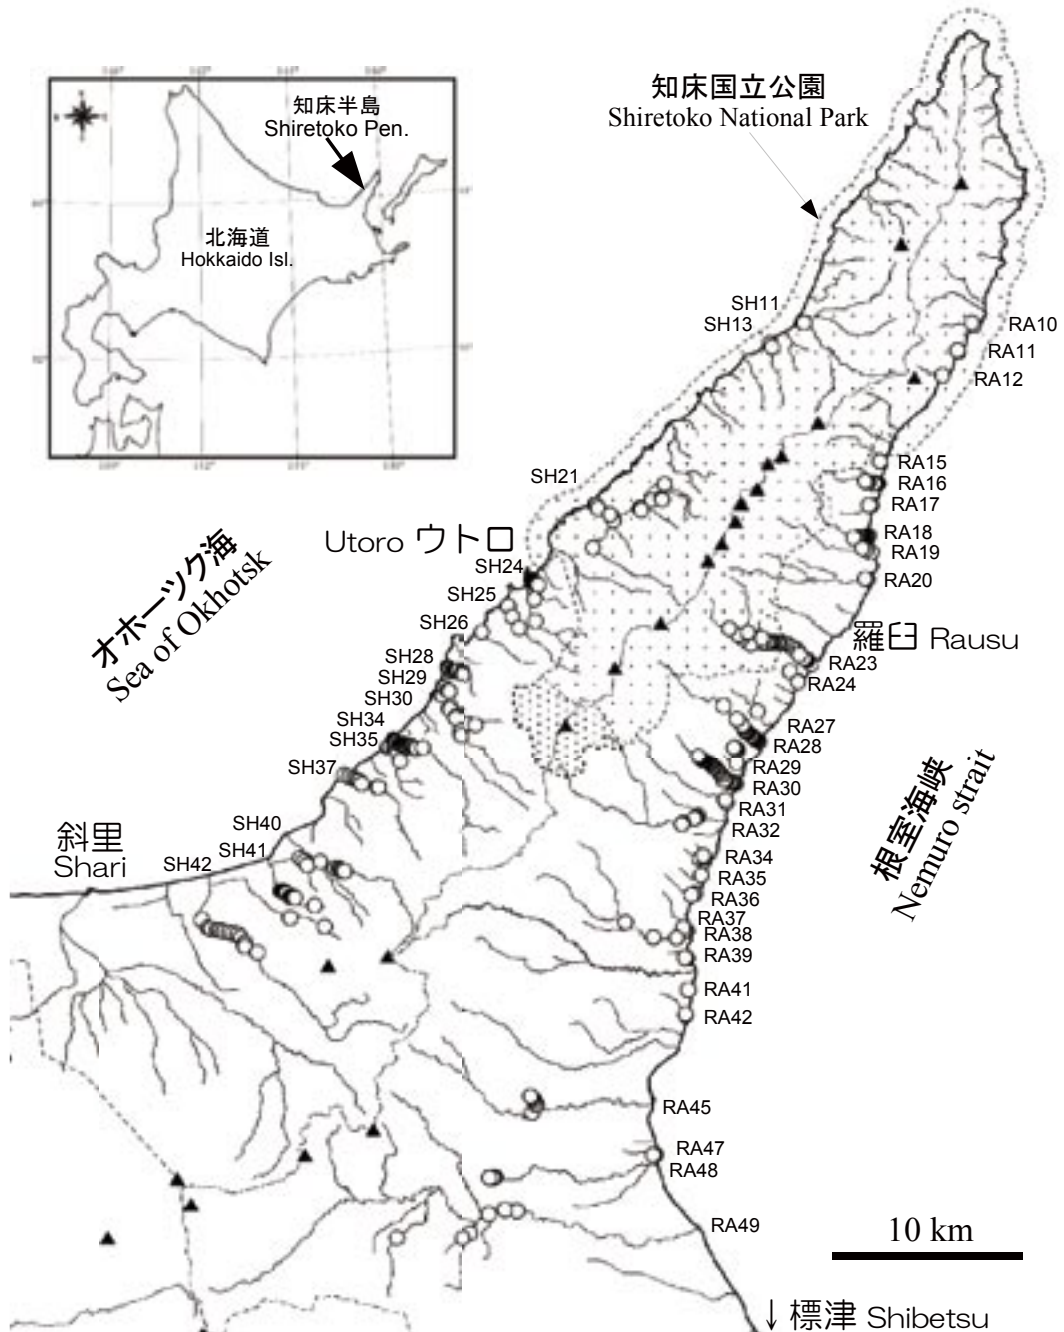 知床半島
Shiretoko Pen.
北海道
Hokkaido Isl.
知床国立公園
Shiretoko National Park
SH11
SH13
RA10
RA11
RA12
RA15
RA16
RA17
RA18
RA19
RA20
SH21
Utoro ウトロ
SH24
SH25
SH26
SH28
SH29
SH30
SH34
SH35
SH37
SH40
SH41
SH42
オホーツク海
Sea of Okhotsk
羅臼 Rausu
RA23
RA24
RA27
RA28
RA29
RA30
RA31
RA32
RA34
RA35
RA36
RA37
RA38
RA39
RA41
RA42
RA45
RA47
RA48
RA49
斜里
Shari
根室海峡
Nemuro strait
10 km
↓標津 Shibetsu